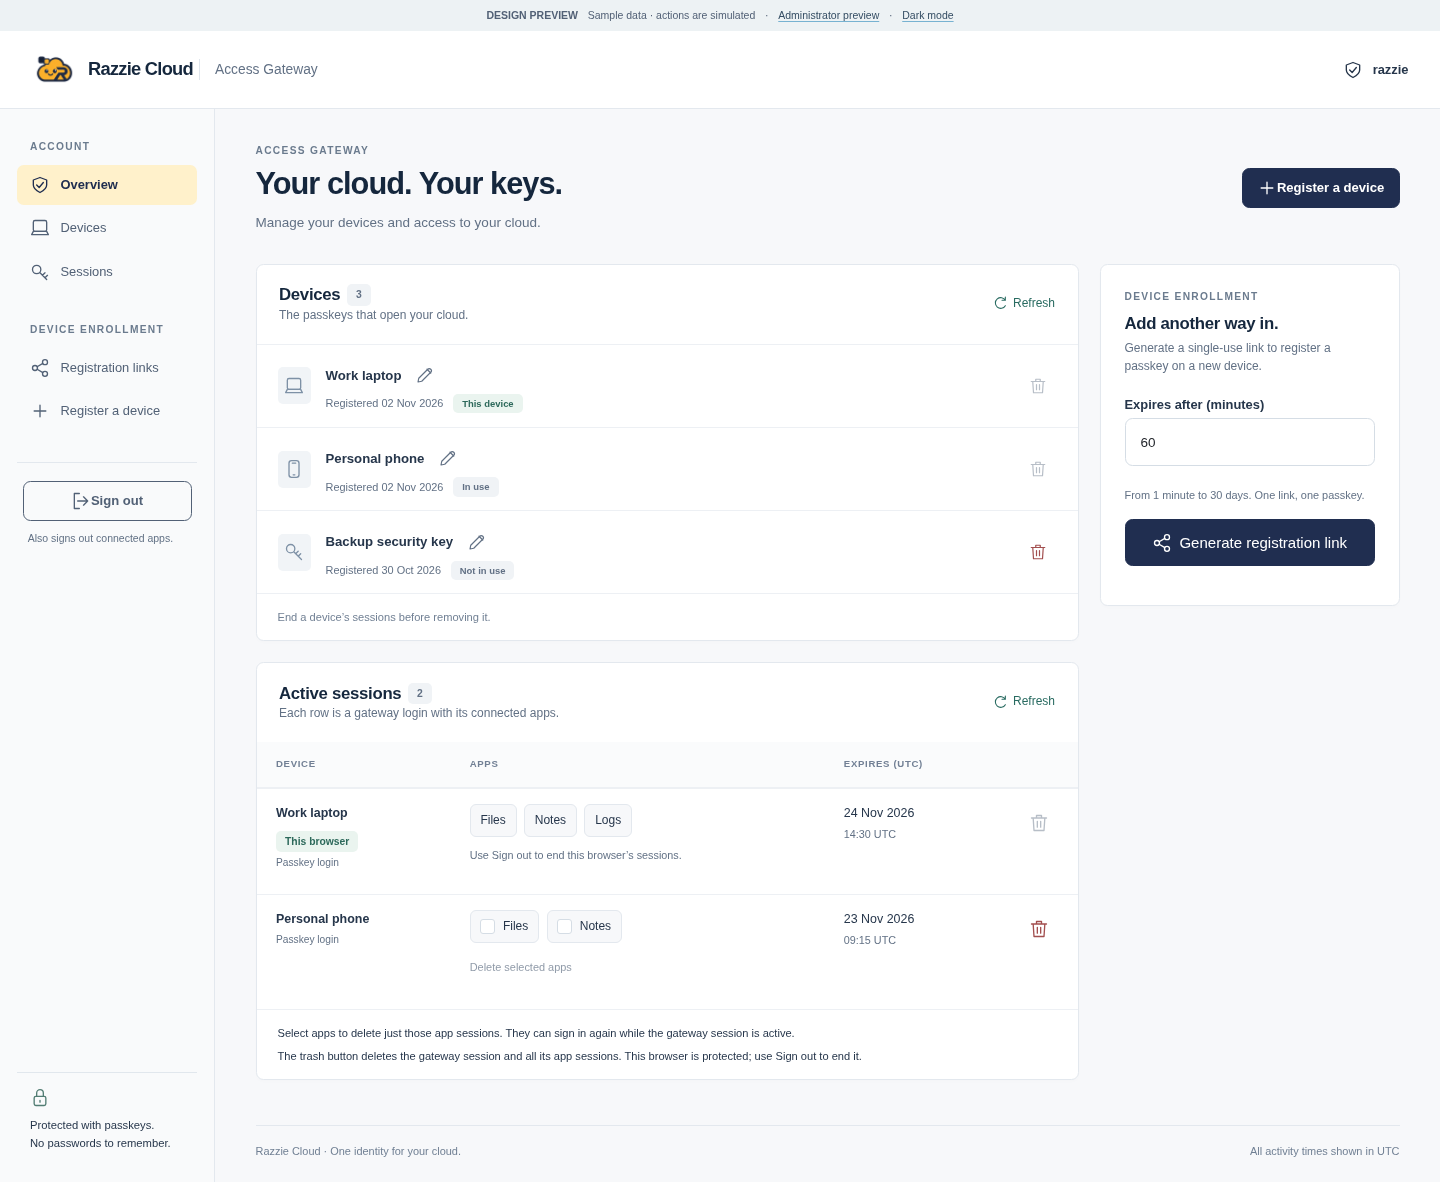 DESIGN PREVIEW Sample data · actions are simulated · Administrator preview · Dark mode
Razzie Cloud Access Gateway
razzie
ACCOUNT
Overview
Devices
Sessions
DEVICE ENROLLMENT
Registration links
Register a device
Sign out
Also signs out connected apps.
Protected with passkeys.
No passwords to remember.
ACCESS GATEWAY
Your cloud. Your keys.
Manage your devices and access to your cloud.
Register a device
Devices 3
The passkeys that open your cloud.
Refresh
Work laptop
Registered 02 Nov 2026 This device
Personal phone
Registered 02 Nov 2026 In use
Backup security key
Registered 30 Oct 2026 Not in use
End a device’s sessions before removing it.
DEVICE ENROLLMENT
Add another way in.
Generate a single-use link to register a
passkey on a new device.
Expires after (minutes)
60
From 1 minute to 30 days. One link, one passkey.
Generate registration link
Active sessions 2
Each row is a gateway login with its connected apps.
Refresh
DEVICE APPS EXPIRES (UTC)
Work laptop
This browser
Passkey login
Files Notes Logs
Use Sign out to end this browser’s sessions.
24 Nov 2026
14:30 UTC
Personal phone
Passkey login
Files Notes
Delete selected apps
23 Nov 2026
09:15 UTC
Select apps to delete just those app sessions. They can sign in again while the gateway session is active.
The trash button deletes the gateway session and all its app sessions. This browser is protected; use Sign out to end it.
Razzie Cloud · One identity for your cloud.
All activity times shown in UTC